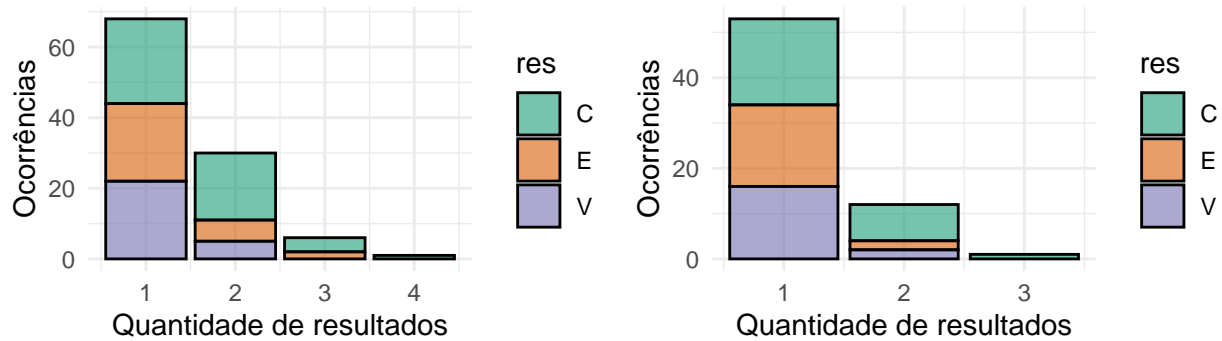 Ocorrências
60
40
20
0
1 2 3 4
Quantidade de resultados
res
C
E
V
Ocorrências
40
20
0
1 2 3
Quantidade de resultados
res
C
E
V